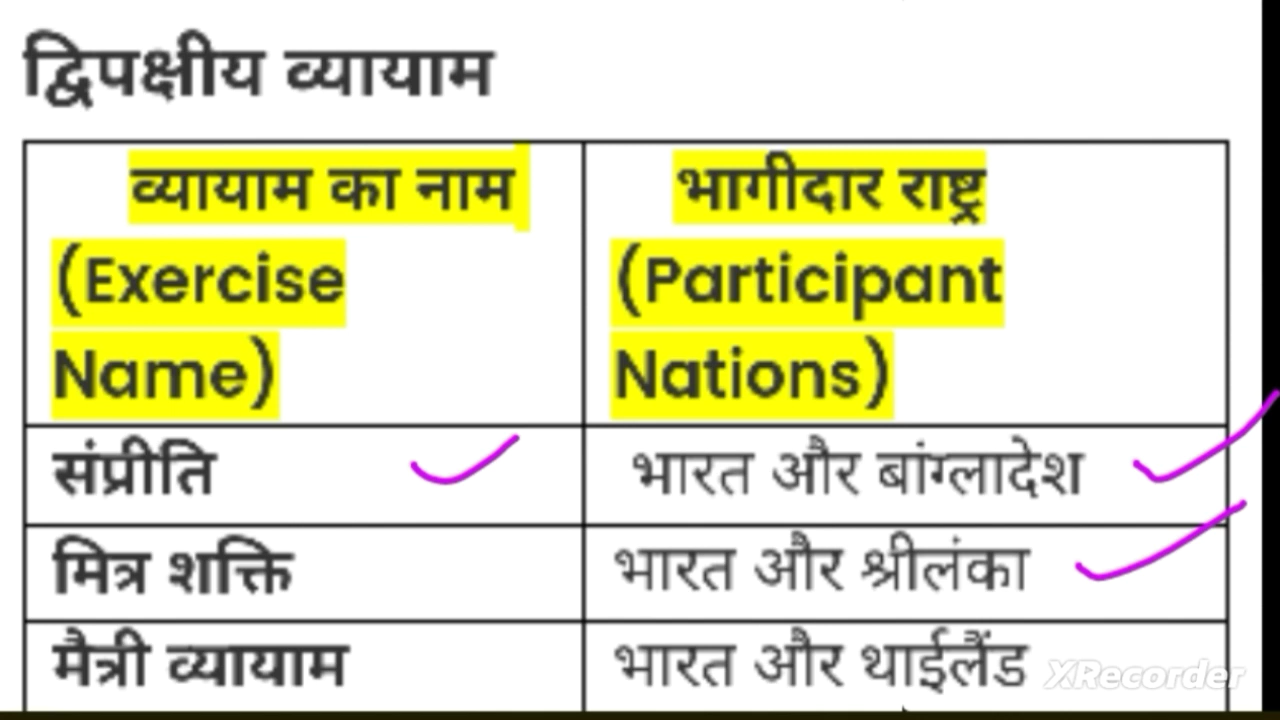 द्विपक्षीय व्यायाम
व्यायाम का नाम
(Exercise
Name)
भागीदार राष्ट्र
(Participant
Nations)
संप्रीति
भारत और बांग्लादेश
मित्र शक्ति
भारत और श्रीलंका
मैत्री व्यायाम
भारत और थाईलैंड
XRecorder